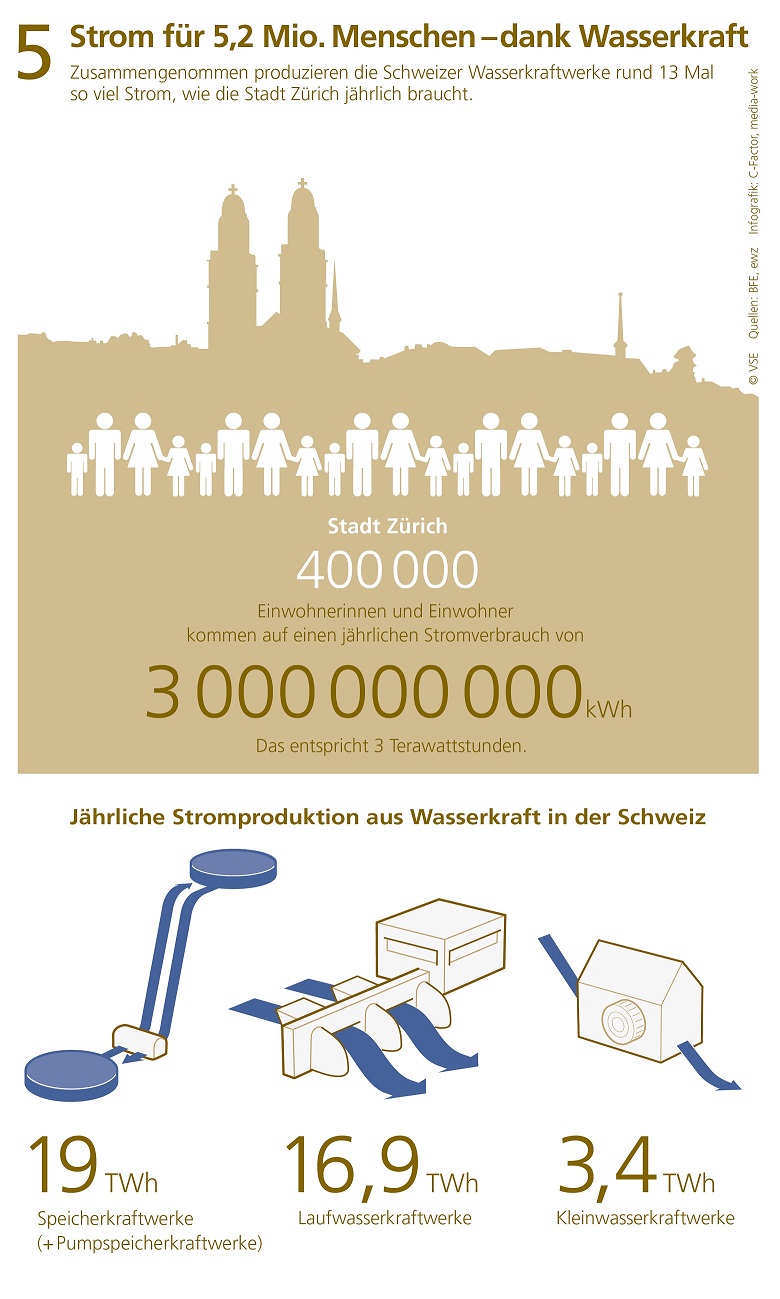 5
Strom für 5,2 Mio. Menschen – dank Wasserkraft
Zusammengenommen produzieren die Schweizer Wasserkraftwerke rund 13 Mal
so viel Strom, wie die Stadt Zürich jährlich braucht.
© VSE Quellen: BFE, ewz Infografik: C-Factor, media-work
Stadt Zürich
400 000
Einwohnerinnen und Einwohner
kommen auf einen jährlichen Stromverbrauch von
3 000 000 000 kWh
Das entspricht 3 Terawattstunden.
Jährliche Stromproduktion aus Wasserkraft in der Schweiz
19 TWh
Speicherkraftwerke
(+ Pumpspeicherkraftwerke)
16,9 TWh
Laufwasserkraftwerke
3,4 TWh
Kleinwasserkraftwerke